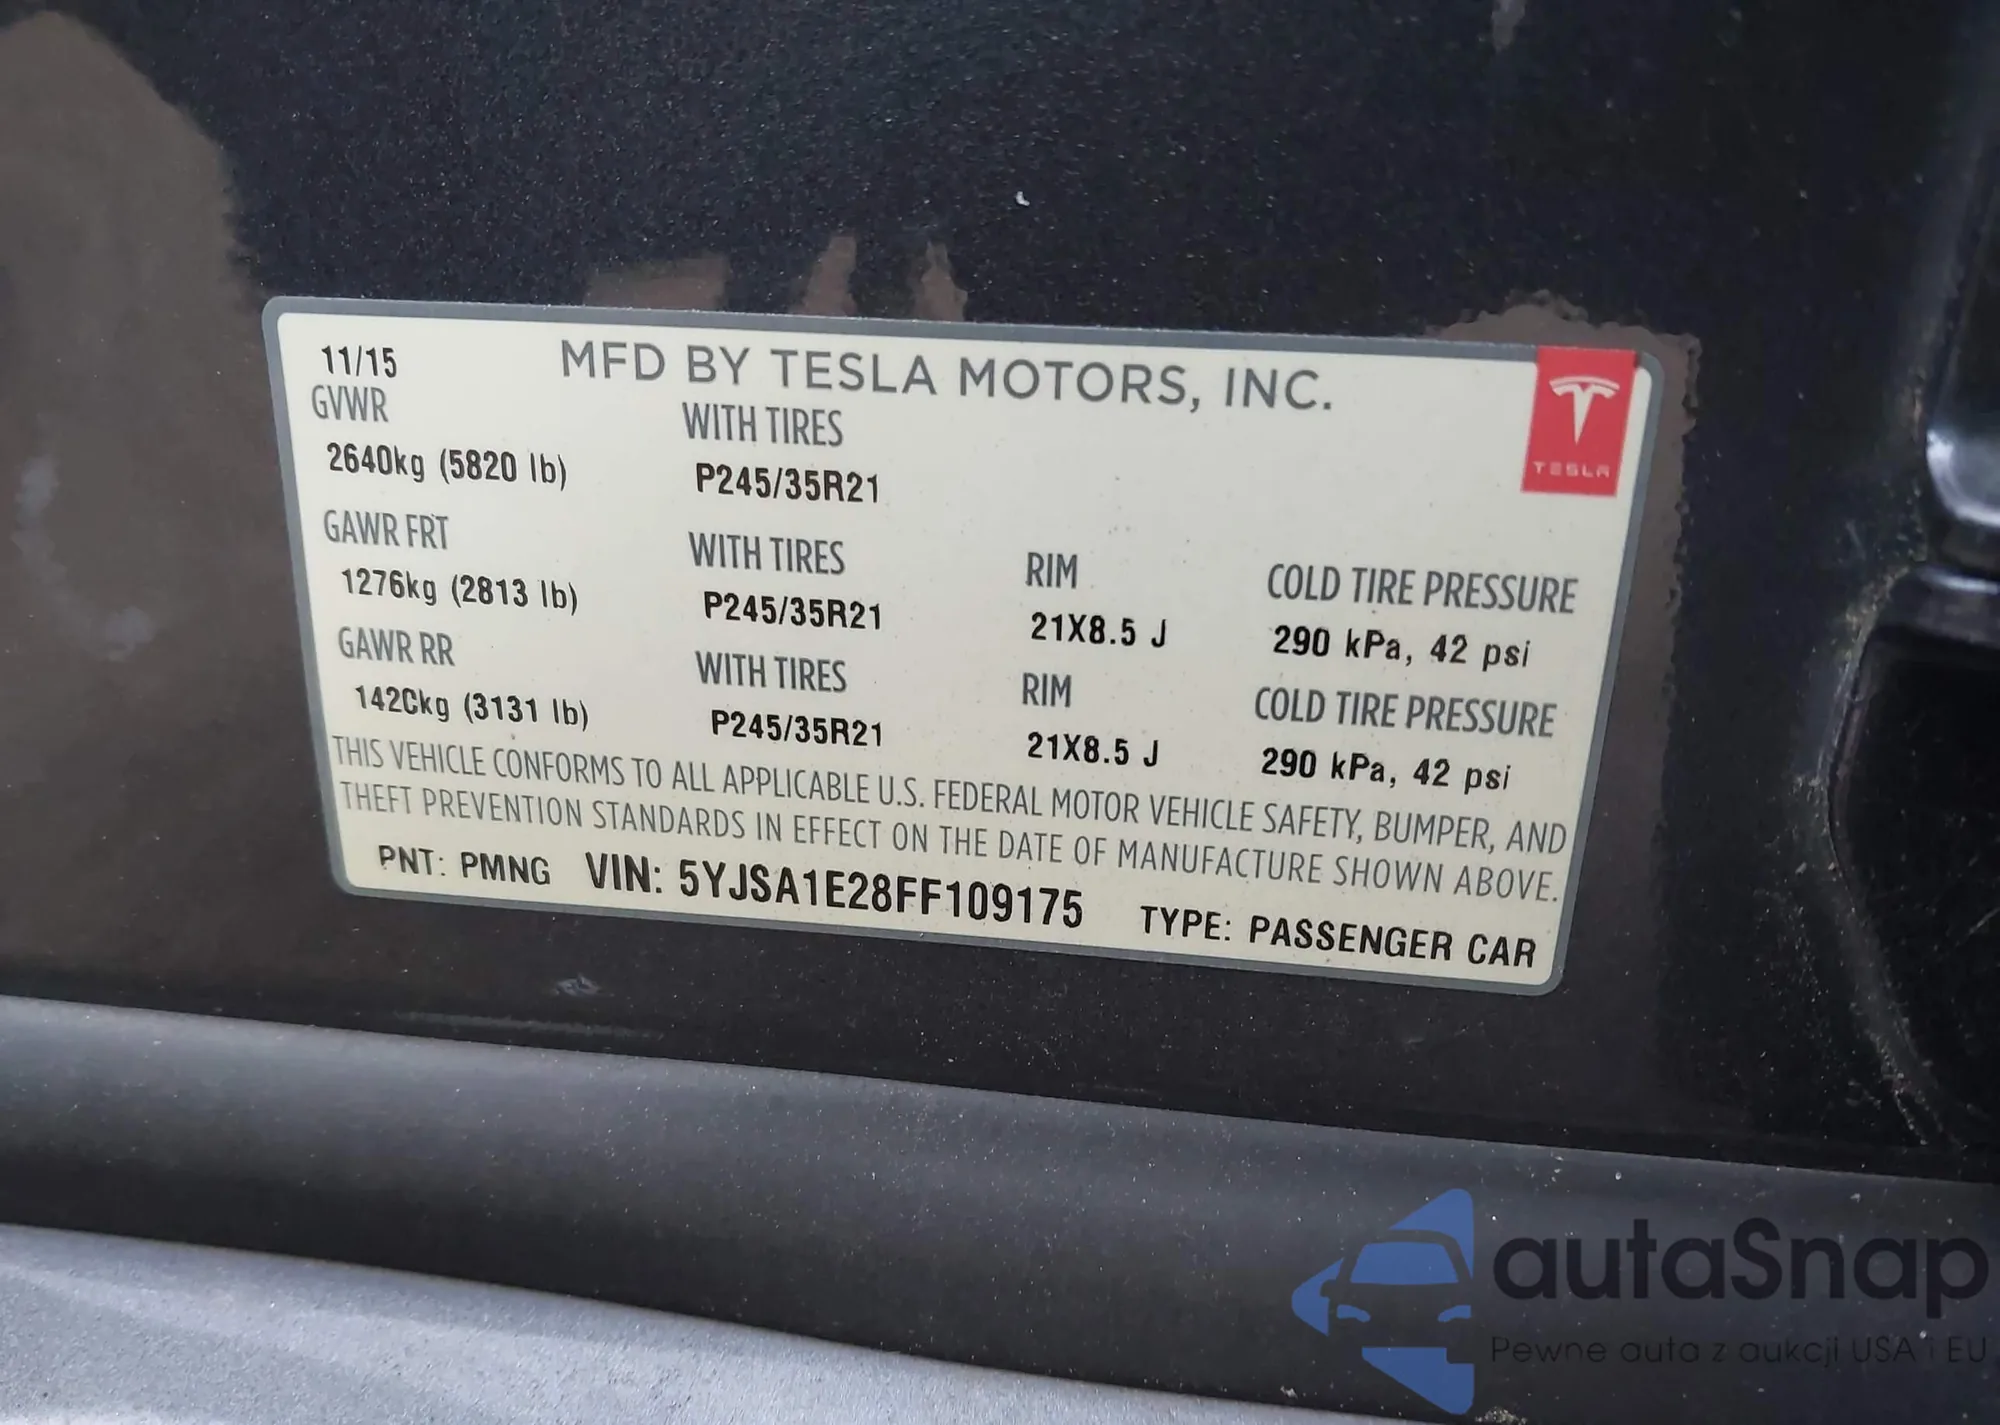 11/15 MFD BY TESLA MOTORS, INC.
GVWR WITH TIRES
2640kg (5820 lb) P245/35R21
TESLA
GAWR FRT WITH TIRES RIM COLD TIRE PRESSURE
1276kg (2813 lb) P245/35R21 21X8.5 J 290 kPa, 42 psi
GAWR RR WITH TIRES RIM COLD TIRE PRESSURE
1420kg (3131 lb) P245/35R21 21X8.5 J 290 kPa, 42 psi
THIS VEHICLE CONFORMS TO ALL APPLICABLE U.S. FEDERAL MOTOR VEHICLE SAFETY, BUMPER, AND
THEFT PREVENTION STANDARDS IN EFFECT ON THE DATE OF MANUFACTURE SHOWN ABOVE.
PNT: PMNG VIN: 5YJSA1E28FF109175 TYPE: PASSENGER CAR
autaSnap
Pewne auta z aukcji USA i EU